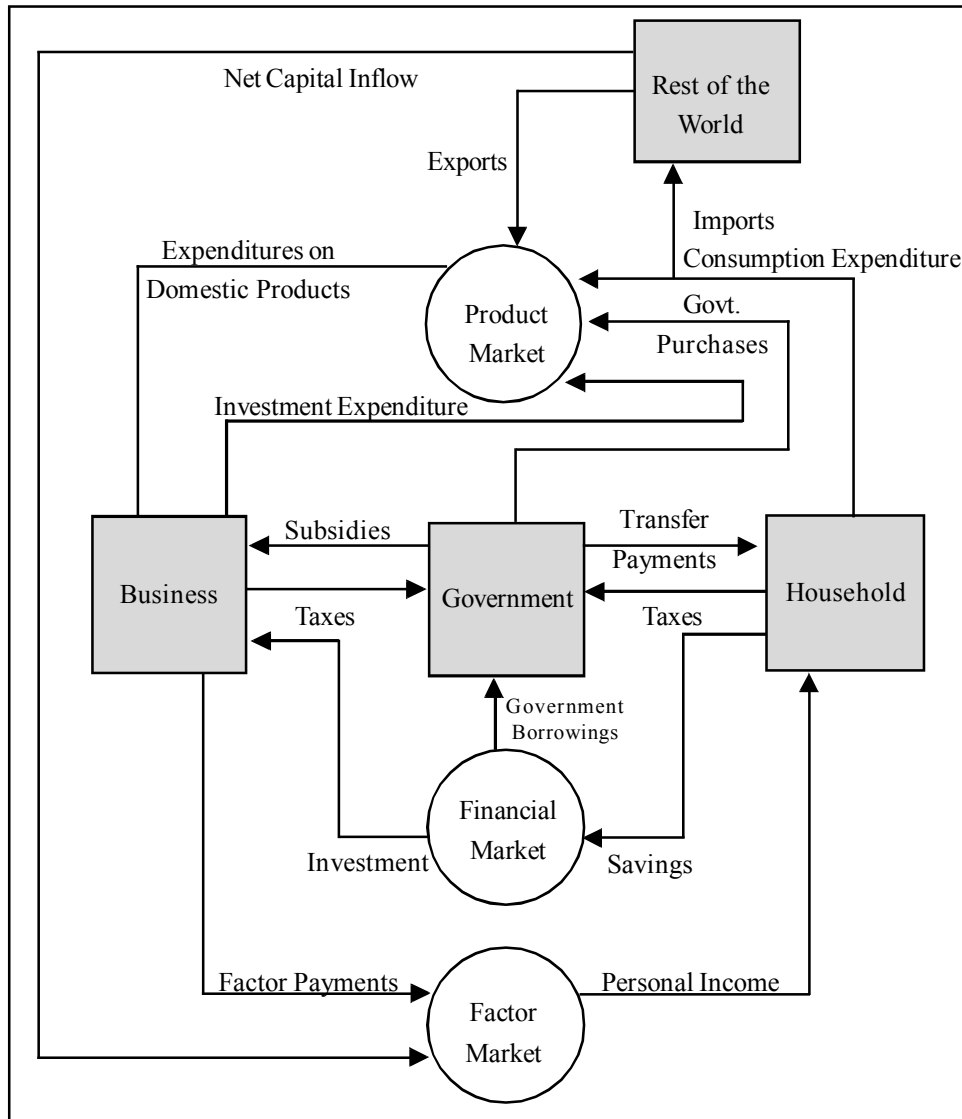 Net Capital Inflow
Rest of the
World
Exports
Imports
Expenditures on
Domestic Products
Consumption Expenditure
Product
Market
Govt.
Purchases
Investment Expenditure
Subsidies
Transfer
Payments
Business
Government
Household
Taxes
Taxes
Government
Borrowings
Financial
Market
Investment
Savings
Factor Payments
Personal Income
Factor
Market